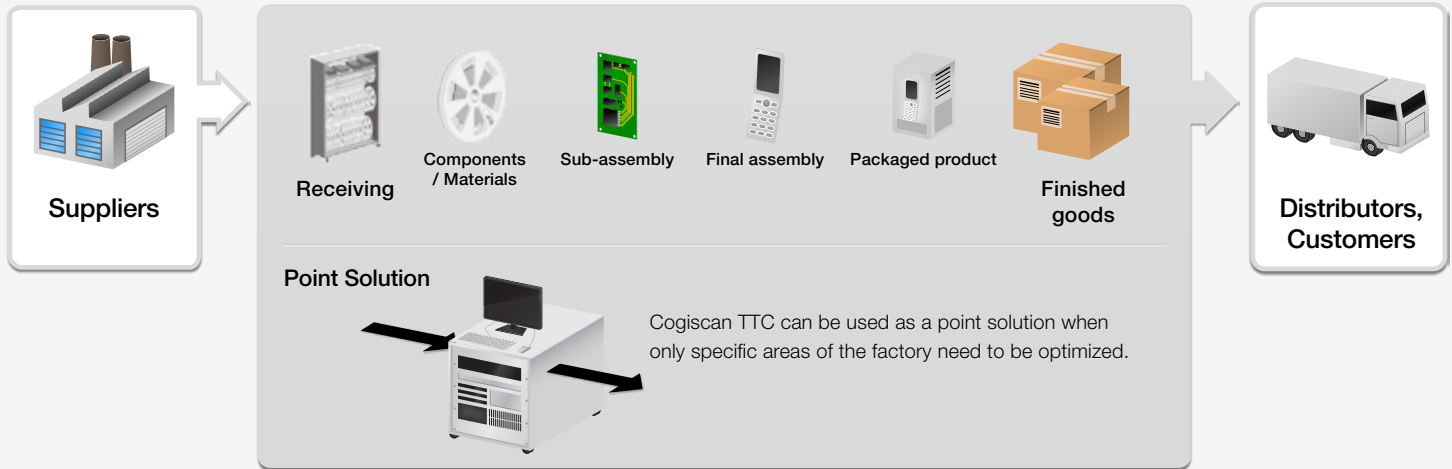 Suppliers
Receiving
Components
/ Materials
Sub-assembly
Final assembly
Packaged product
Finished
goods
Distributors,
Customers
Point Solution
Cogiscan TTC can be used as a point solution when
only specific areas of the factory need to be optimized.